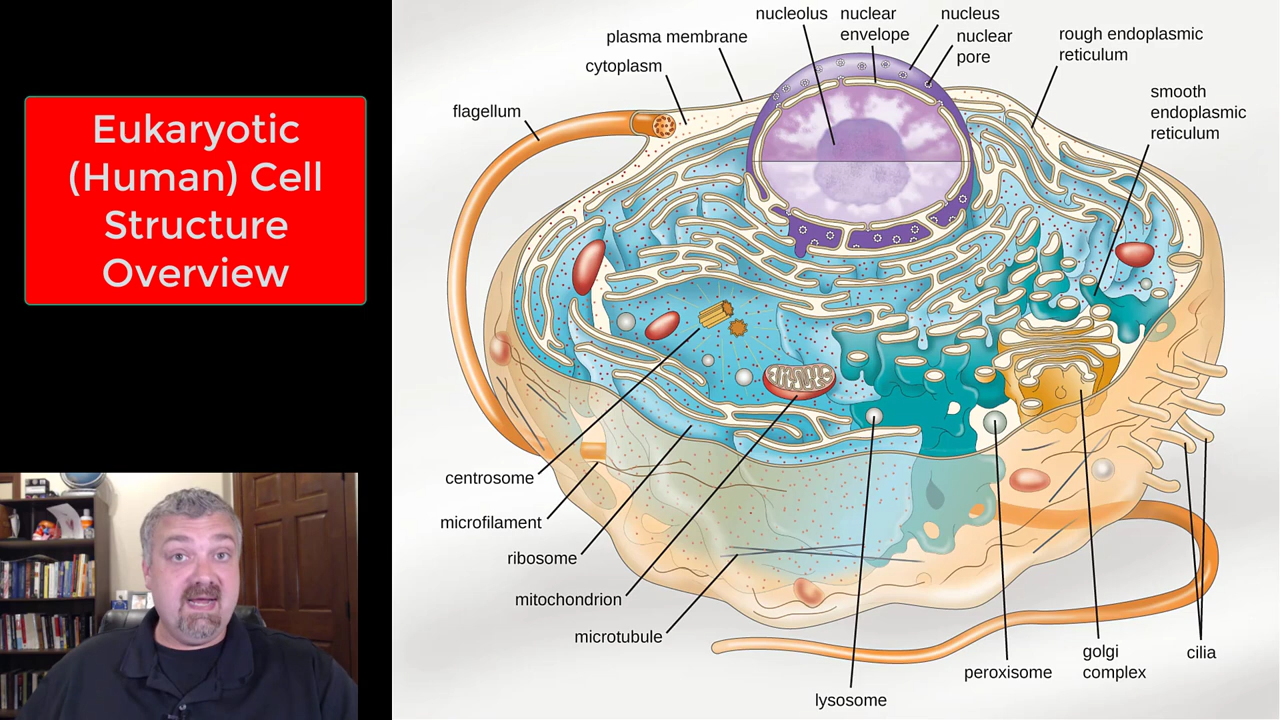 Eukaryotic
(Human) Cell
Structure
Overview
nucleolus
nuclear
envelope
nucleus
nuclear
pore
plasma membrane
cytoplasm
flagellum
rough endoplasmic
reticulum
smooth
endoplasmic
reticulum
centrosome
microfilament
ribosome
mitochondrion
microtubule
lysosome
peroxisome
golgi
complex
cilia